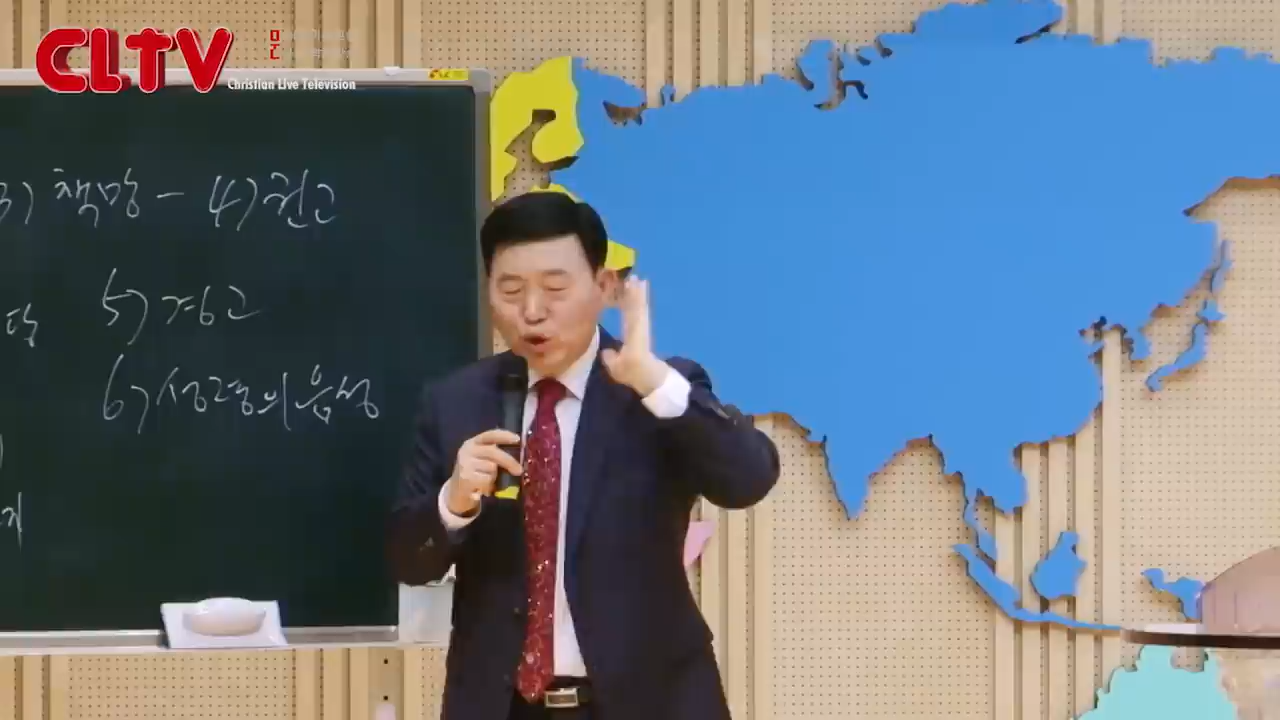 CLTV
Christian Live Television
3) 책망 - 4) 권고
5) 경고
6) 성령의 음성